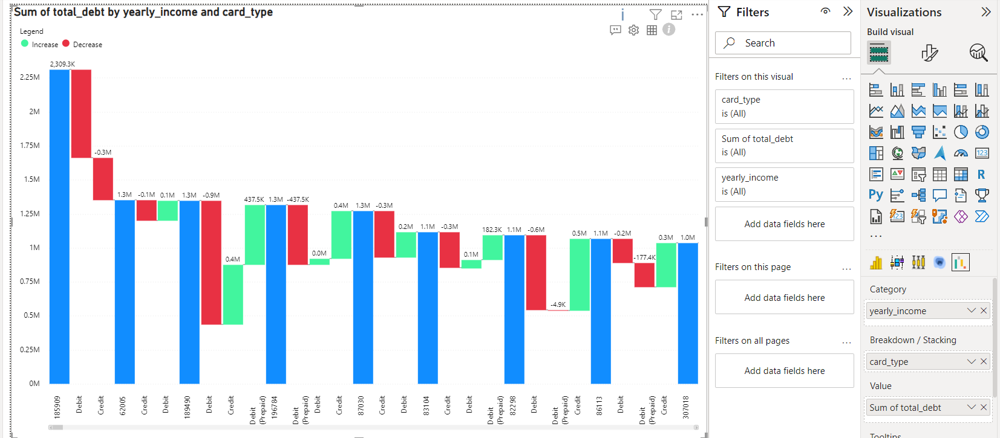 Sum of total_debt by yearly_income and card_type
Legend
Increase Decrease
2,309.3K
-0.3M
1.3M -0.1M 0.1M 1.3M -0.9M
0.4M
437.5K 1.3M -437.5K
0.0M
0.4M 1.3M -0.3M
0.2M 1.1M -0.3M
0.1M
182.3K 1.1M -0.6M
-4.9K
0.5M 1.1M -0.2M
-177.4K
0.3M 1.0M
2.25M
2M
1.75M
1.5M
1.25M
1M
0.75M
0.5M
0.25M
0M
185909
Debit
Credit
62005
Credit
Debit
189490
Debit
Credit
Debit
(Prepaid)
196784
Debit
(Prepaid)
Debit
Credit
87030
Credit
Debit
83104
Credit
Debit
Debit
(Prepaid)
82298
Debit
Debit
(Prepaid)
Credit
86113
Debit
Debit
(Prepaid)
Credit
307018
Filters
Search
Filters on this visual
...
card_type
is (All)
Sum of total_debt
is (All)
yearly_income
is (All)
Add data fields here
Filters on this page
...
Add data fields here
Filters on all pages
...
Add data fields here
Visualizations
Build visual
123
R
Py
123
...
Category
yearly_income
Breakdown / Stacking
card_type
Value
Sum of total_debt
Tooltips